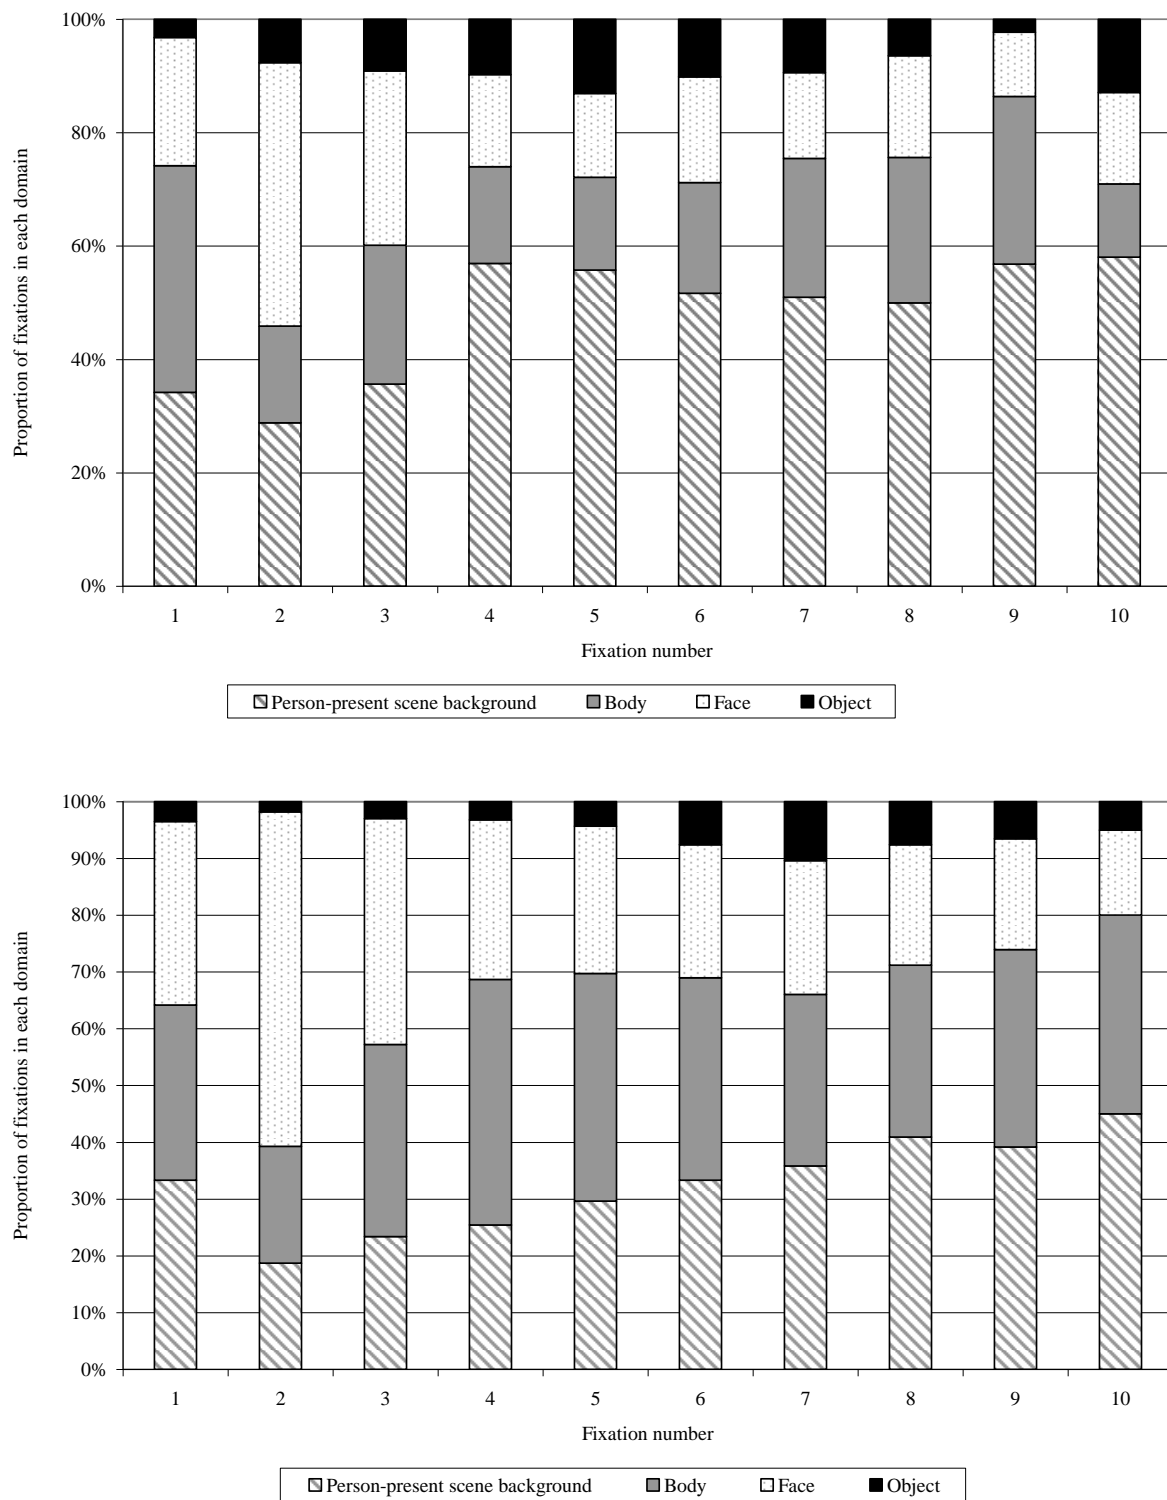 100%
80%
60%
40%
20%
0%
Proportion of fixations in each domain
1 2 3 4 5 6 7 8 9 10
Fixation number
Person-present scene background Body Face Object
100%
90%
80%
70%
60%
50%
40%
30%
20%
10%
0%
Proportion of fixations in each domain
1 2 3 4 5 6 7 8 9 10
Fixation number
Person-present scene background Body Face Object